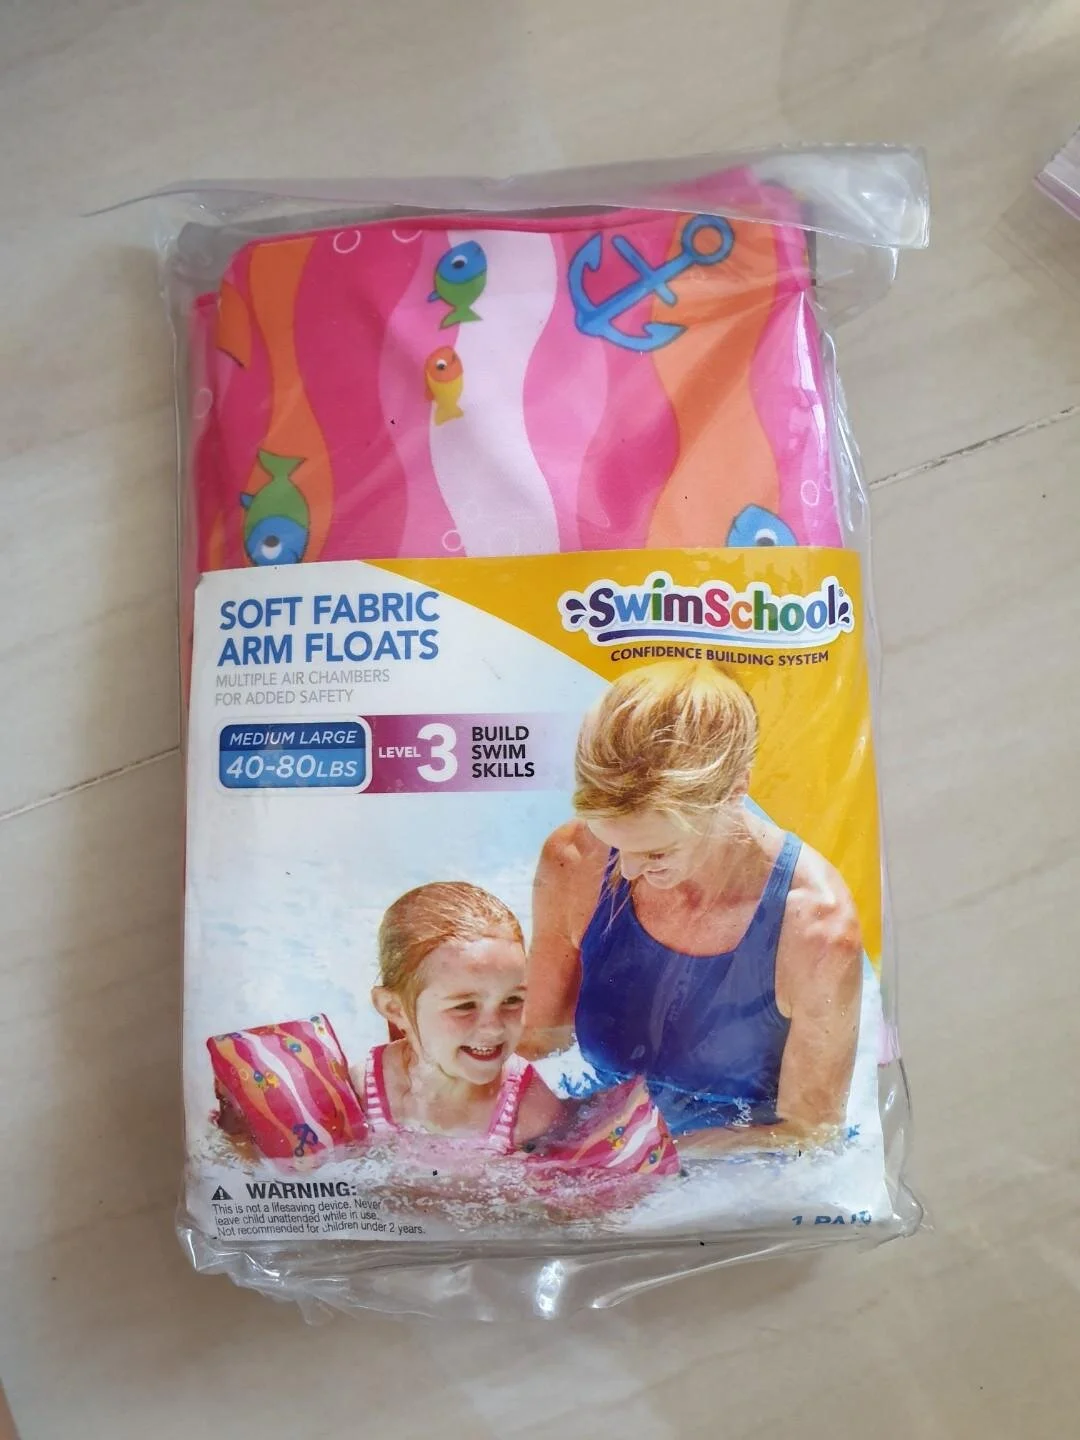 SwimSchool®
CONFIDENCE BUILDING SYSTEM
SOFT FABRIC
ARM FLOATS
MULTIPLE AIR CHAMBERS
FOR ADDED SAFETY
MEDIUM LARGE
40-80LBS
LEVEL 3
BUILD
SWIM
SKILLS
WARNING:
This is not a lifesaving device. Never
leave child unattended while in use.
Not recommended for children under 2 years.
1 PAIR